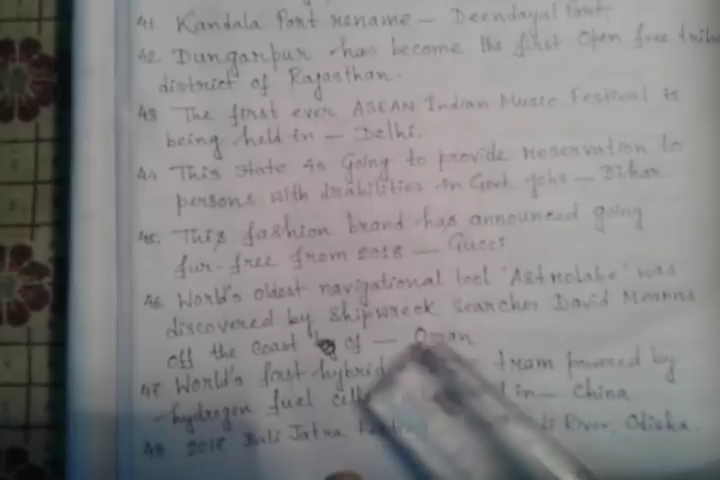 41 Kandala Port rename – Deendayal Port.
42. Dungarpur has become the first Open free tribe
district of Rajasthan.
43 The first ever ASEAN Indian Music Festival is
being held in – Delhi.
44 This state is Going to provide reservation to
persons with disabilities in Govt. jobs – Bihar
45. This fashion brand has announced going
fur-free from 2018 – Gucci
46. World's oldest navigational tool 'Astrolabe' was
discovered by shipwreck searcher David Mearns
off the coast of – Oman
47 World's first hybrid tram powered by
hydrogen fuel in – China
48 2018 Bali Jatra River, Odisha.